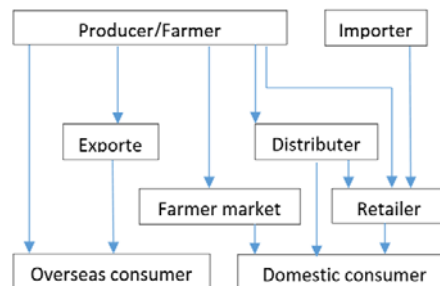 Producer/Farmer
Importer
Exporte
Distributer
Farmer market
Retailer
Overseas consumer
Domestic consumer